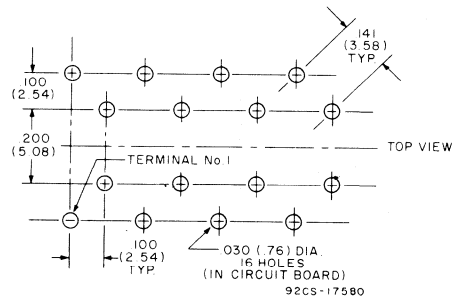 .141
(3.58)
TYP.
.100
(2.54)
.200
(5.08)
TOP VIEW
TERMINAL No.1
.100
(2.54)
TYP.
.030 (.76) DIA.
16 HOLES
(IN CIRCUIT BOARD)
92CS-17580